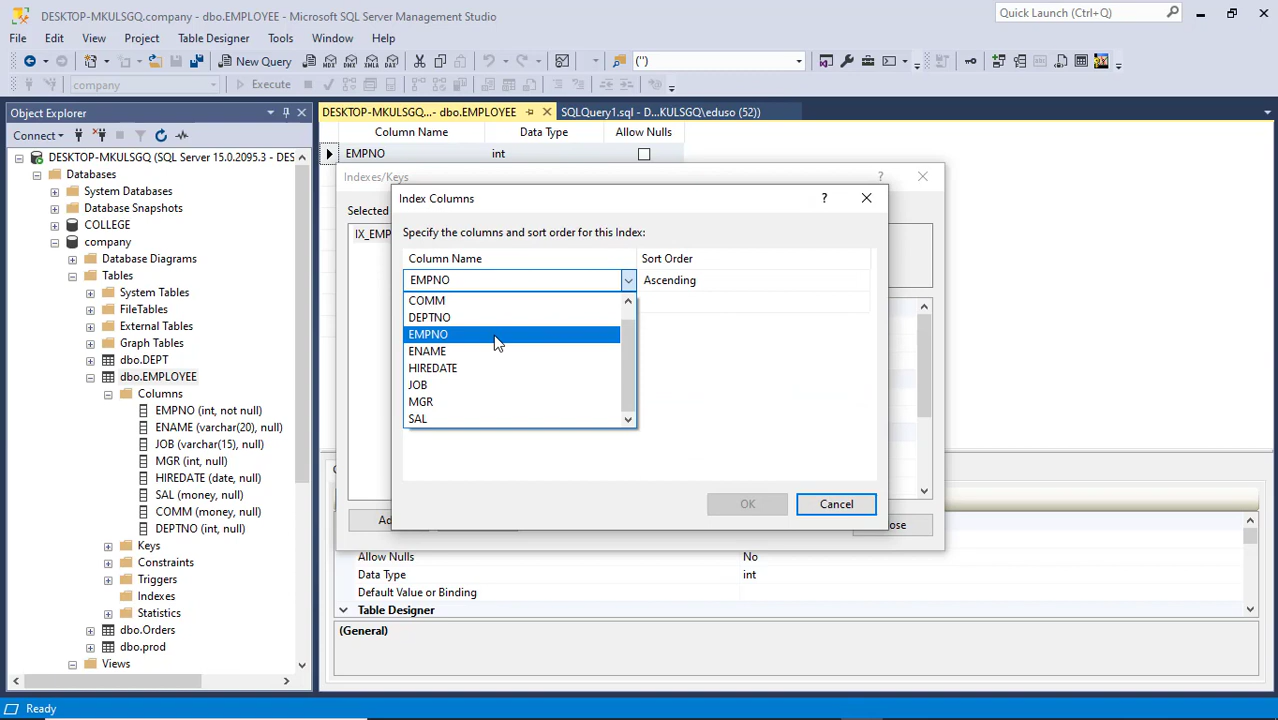 DESKTOP-MKULSGQ.company - dbo.EMPLOYEE - Microsoft SQL Server Management Studio
Quick Launch (Ctrl+Q)
File Edit View Project Table Designer Tools Window Help
New Query
('')
company
Execute
Object Explorer
DESKTOP-MKULSGQ...- dbo.EMPLOYEE
SQLQuery1.sql - D...KULSGQ\eduso (52))
Connect
Column Name Data Type Allow Nulls
EMPNO int
DESKTOP-MKULSGQ (SQL Server 15.0.2095.3 - DES
Databases
System Databases
Database Snapshots
COLLEGE
company
Database Diagrams
Tables
System Tables
FileTables
External Tables
Graph Tables
dbo.DEPT
dbo.EMPLOYEE
Columns
EMPNO (int, not null)
ENAME (varchar(20), null)
JOB (varchar(15), null)
MGR (int, null)
HIREDATE (date, null)
SAL (money, null)
COMM (money, null)
DEPTNO (int, null)
Keys
Constraints
Triggers
Indexes
Statistics
dbo.Orders
dbo.prod
Views
Indexes/Keys
?
Selected
IX_EMP
Ad
ose
Index Columns
?
Specify the columns and sort order for this Index:
Column Name Sort Order
EMPNO Ascending
COMM
DEPTNO
EMPNO
ENAME
HIREDATE
JOB
MGR
SAL
OK Cancel
Allow Nulls No
Data Type int
Default Value or Binding
Table Designer
(General)
Ready